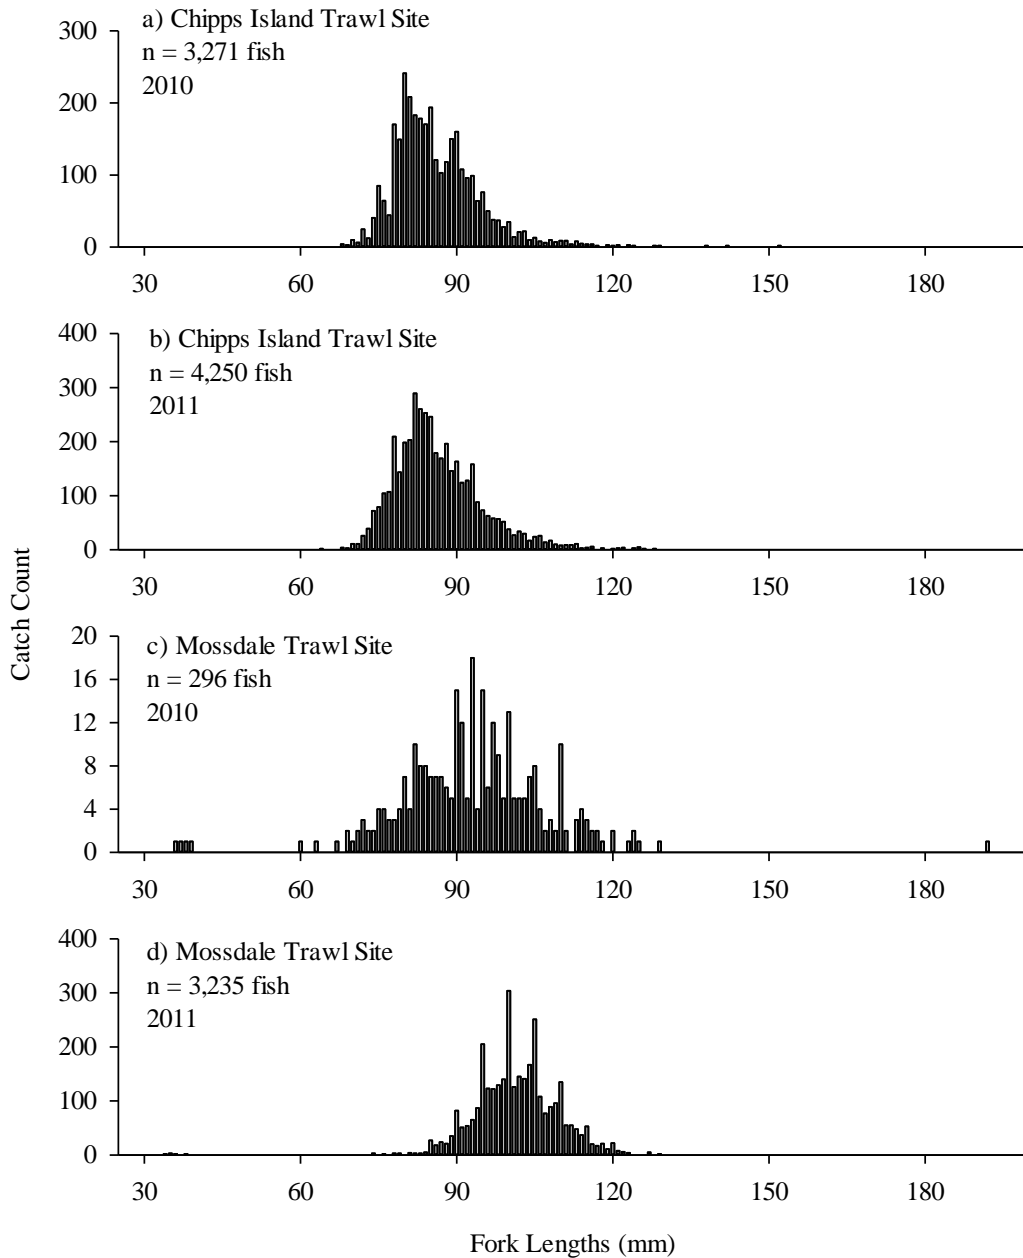 a) Chipps Island Trawl Site
n = 3,271 fish
2010
300
200
100
0
30 60 90 120 150 180
b) Chipps Island Trawl Site
n = 4,250 fish
2011
400
300
200
100
0
30 60 90 120 150 180
Catch Count
c) Mossdale Trawl Site
n = 296 fish
2010
20
16
12
8
4
0
30 60 90 120 150 180
d) Mossdale Trawl Site
n = 3,235 fish
2011
400
300
200
100
0
30 60 90 120 150 180
Fork Lengths (mm)